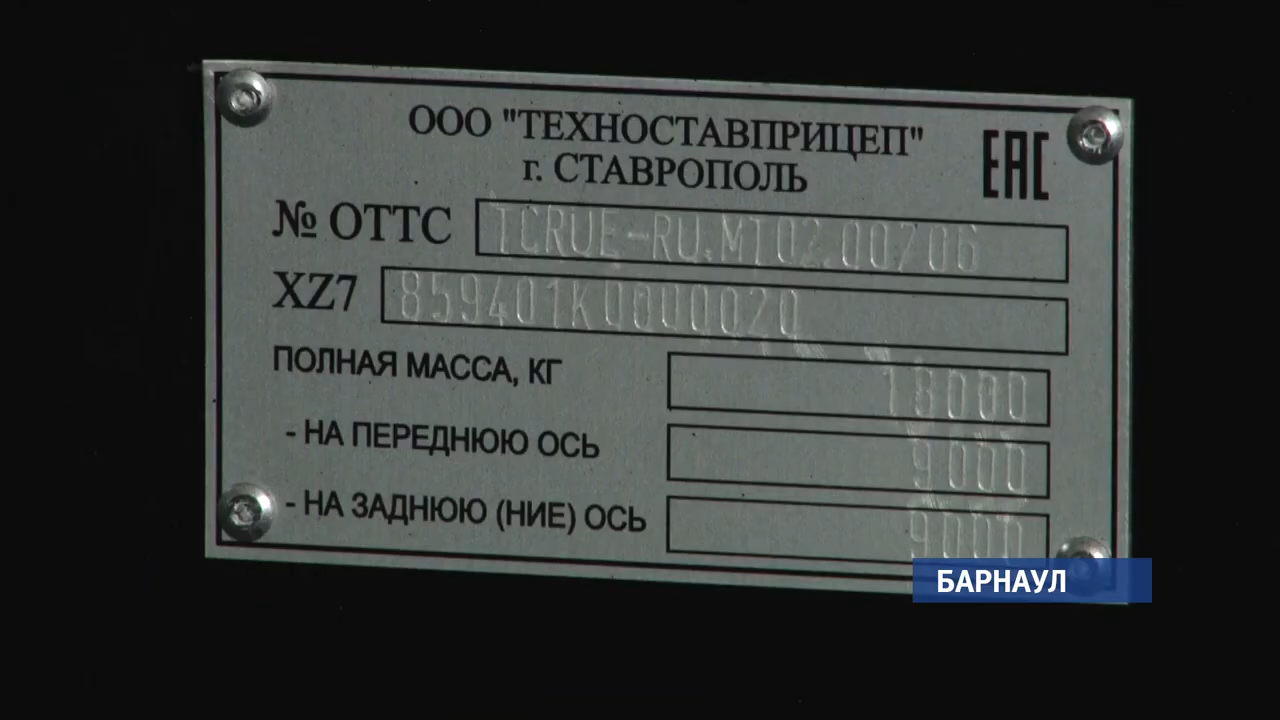 ООО "ТЕХНОСТАВПРИЦЕП"
г. СТАВРОПОЛЬ
ЕАС
№ ОТТС TCRUE-RU.MT02.00706
XZ7 859401K0000020
ПОЛНАЯ МАССА, КГ 18000
- НА ПЕРЕДНЮЮ ОСЬ 9000
- НА ЗАДНЮЮ (НИЕ) ОСЬ 9000
БАРНАУЛ